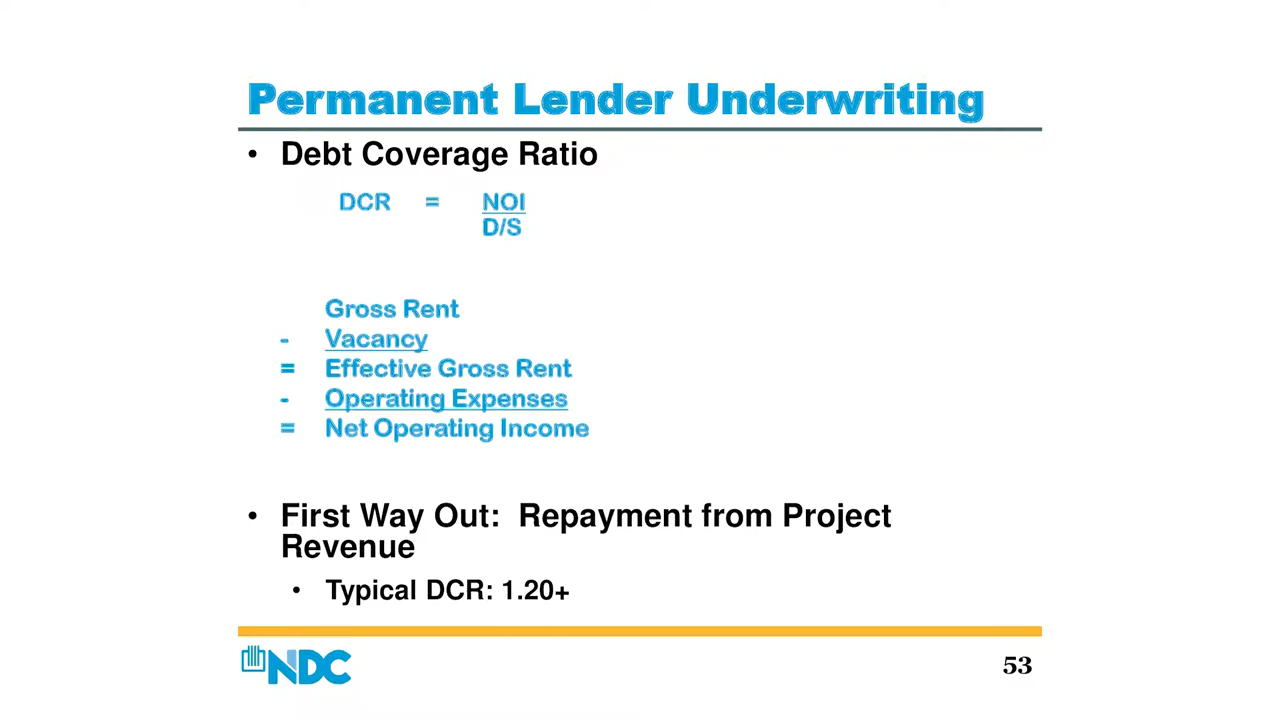 Permanent Lender Underwriting
• Debt Coverage Ratio
DCR = NOI
D/S
Gross Rent
- Vacancy
= Effective Gross Rent
- Operating Expenses
= Net Operating Income
• First Way Out: Repayment from Project
Revenue
• Typical DCR: 1.20+
NDC
53